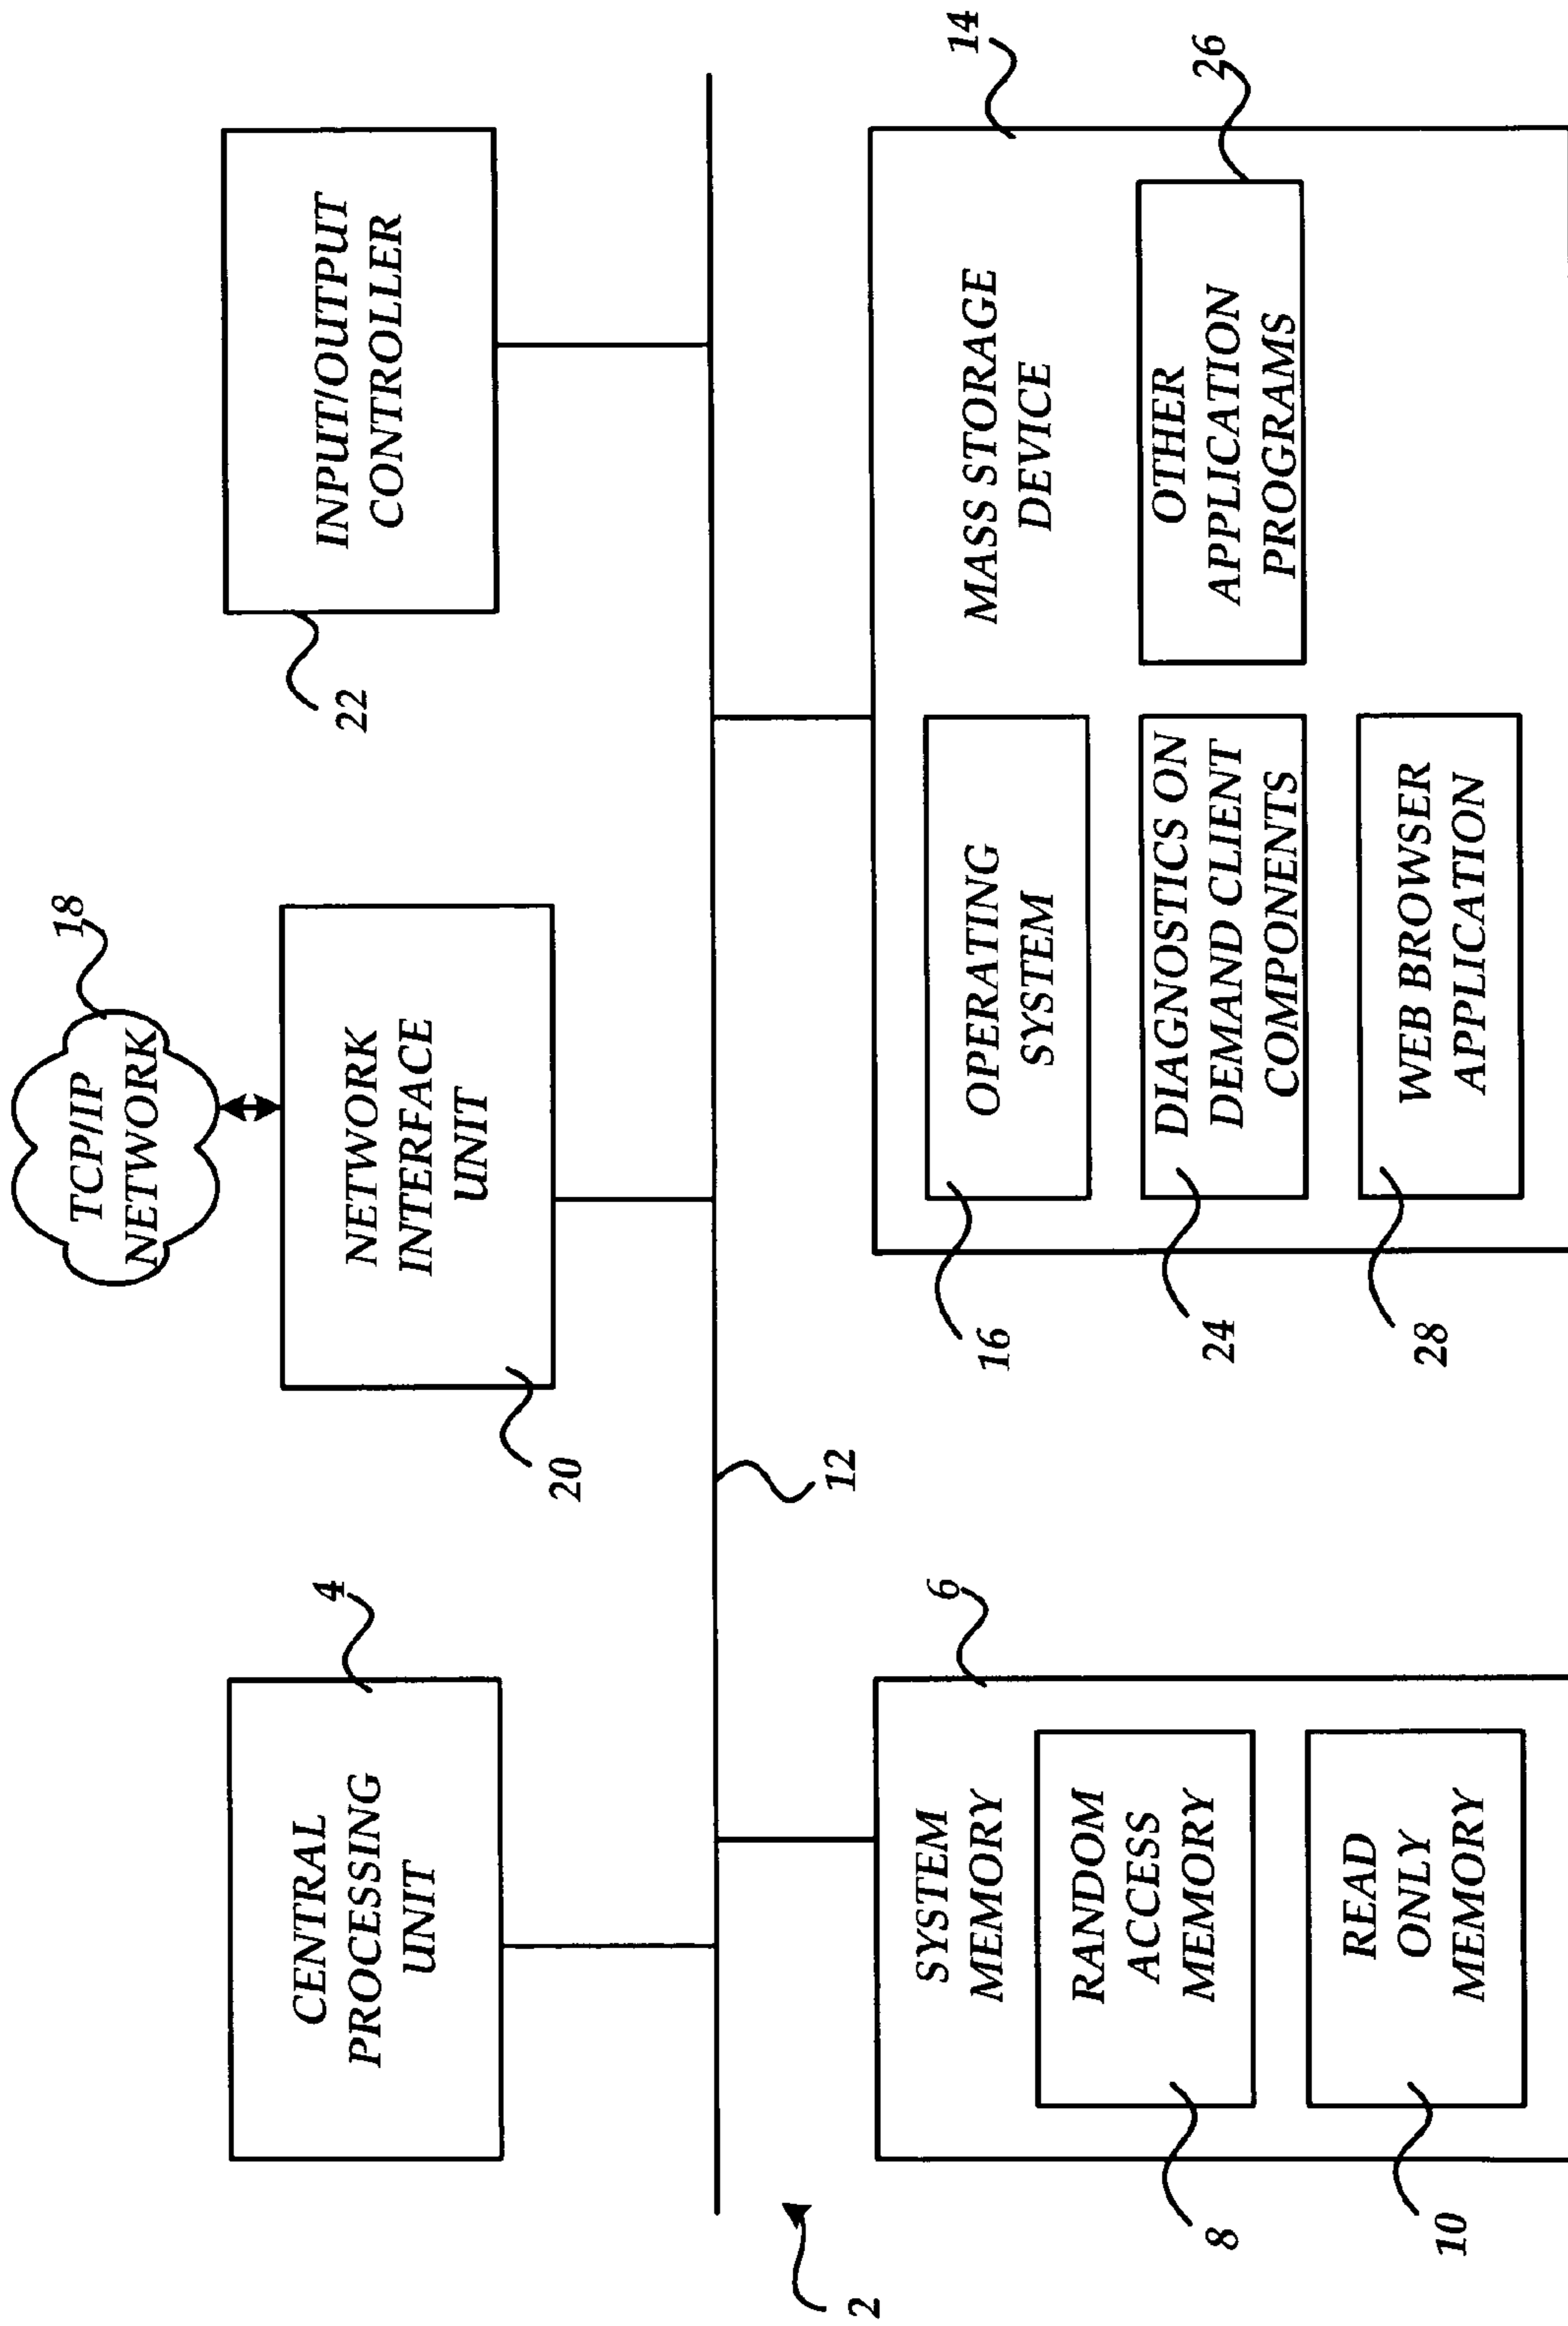 18
TCP/IP
NETWORK
4
CENTRAL
PROCESSING
UNIT
NETWORK
INTERFACE
UNIT
20
INPUT/OUTPUT
CONTROLLER
22
12
2
6
SYSTEM
MEMORY
RANDOM
ACCESS
MEMORY
8
READ
ONLY
MEMORY
10
14
MASS STORAGE
DEVICE
OPERATING
SYSTEM
16
DIAGNOSTICS ON
DEMAND CLIENT
COMPONENTS
24
26
OTHER
APPLICATION
PROGRAMS
WEB BROWSER
APPLICATION
28